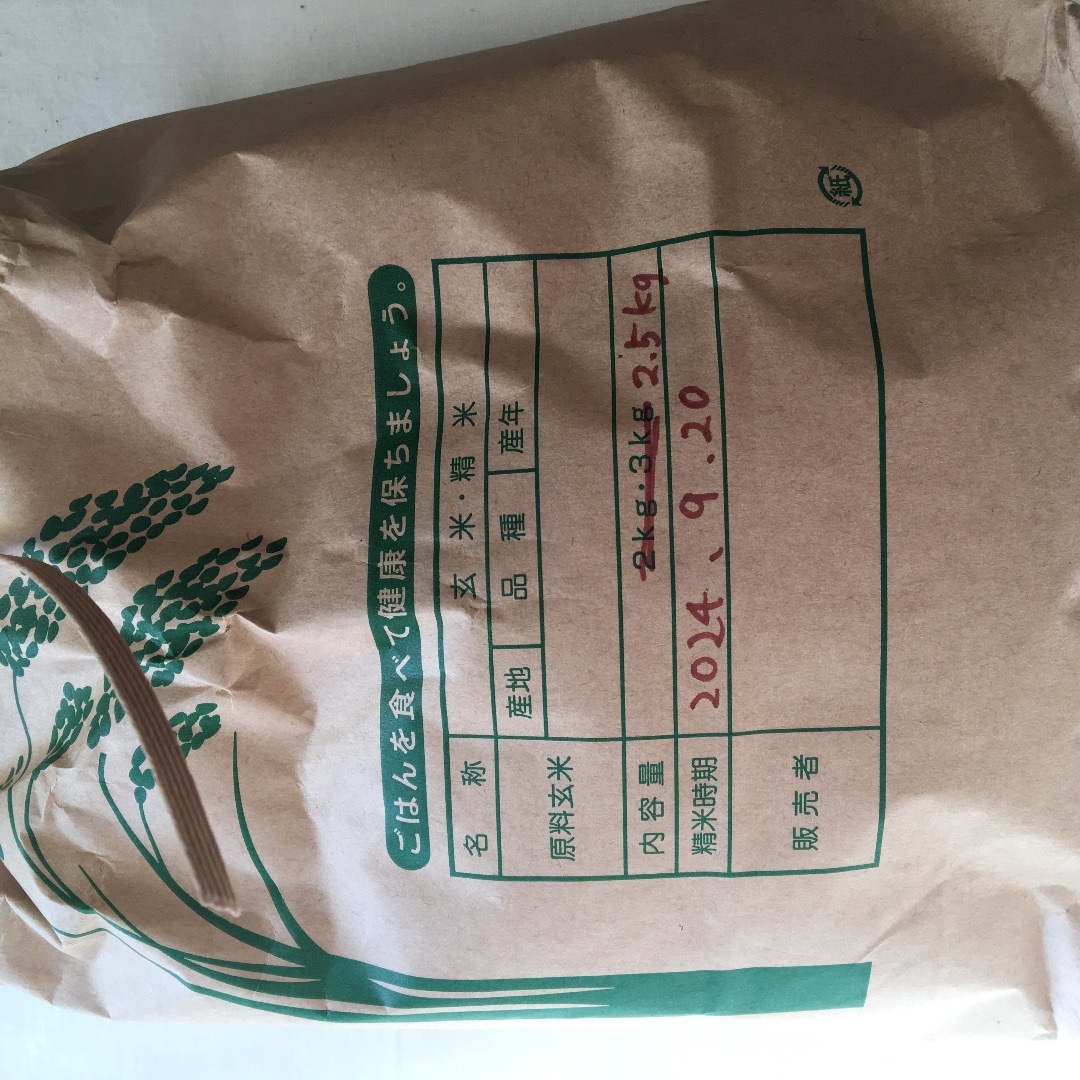 ごはんを食べて健康を保ちましょう。
名 称 玄 米・精 米
原料玄米 産地 品 種 産年
内 容 量 2kg・3kg 2.5kg
精米時期 2024、9.20
販 売 者
紙